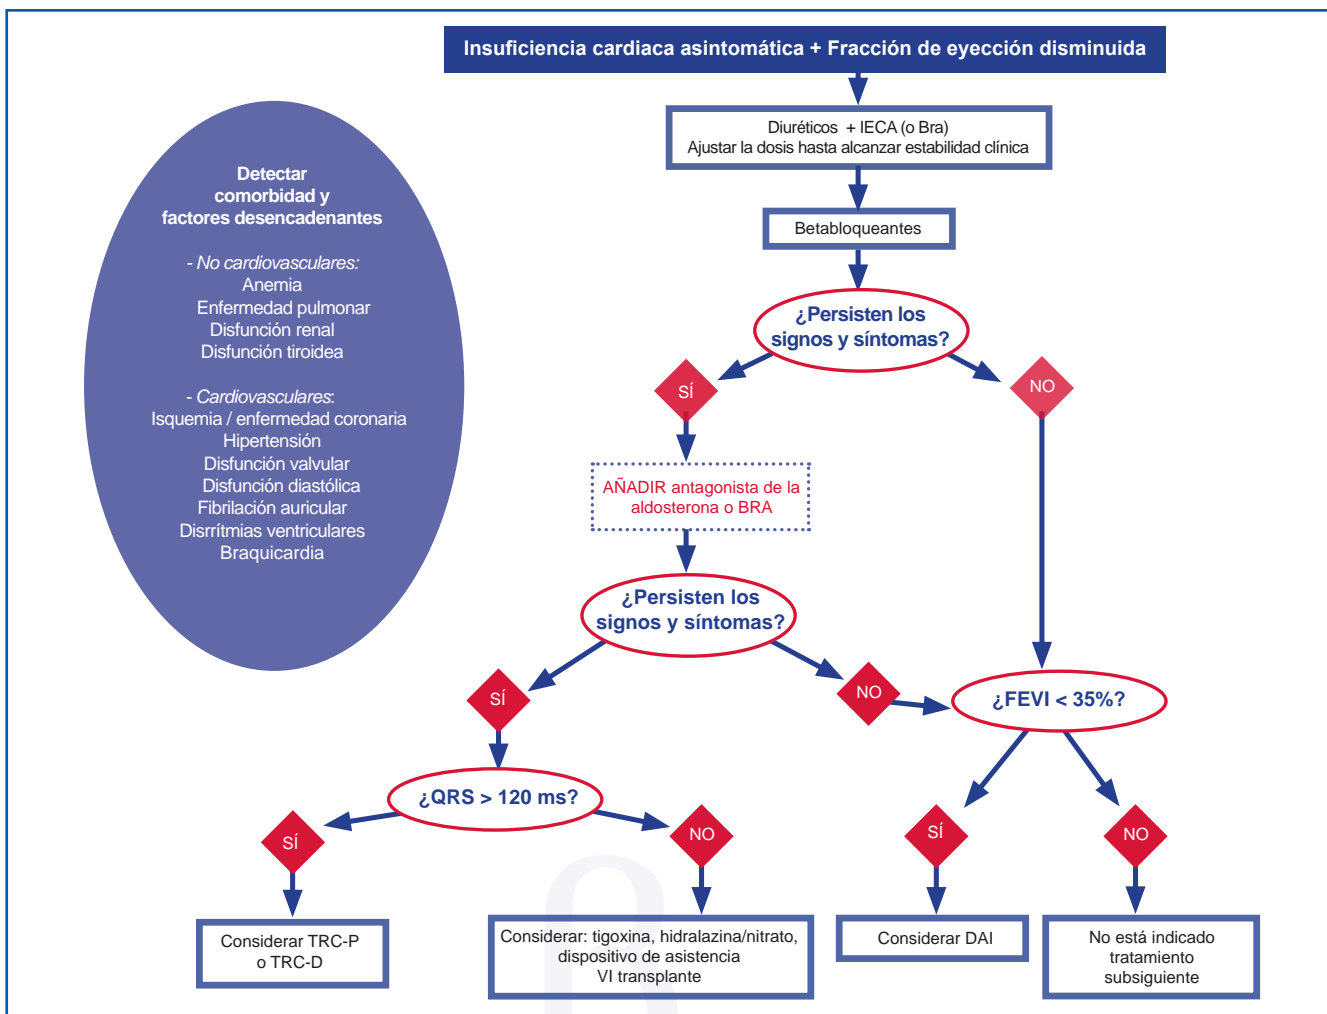 Insuficiencia cardiaca asintomática + Fracción de eyección disminuida
Diuréticos + IECA (o Bra)
Ajustar la dosis hasta alcanzar estabilidad clínica
Detectar
comorbidad y
factores desencadenantes
- No cardiovasculares:
Anemia
Enfermedad pulmonar
Disfunción renal
Disfunción tiroidea
- Cardiovasculares:
Isquemia / enfermedad coronaria
Hipertensión
Disfunción valvular
Disfunción diastólica
Fibrilación auricular
Disrrítmias ventriculares
Braquicardia
Betabloqueantes
¿Persisten los
signos y síntomas?
SÍ
NO
AÑADIR antagonista de la
aldosterona o BRA
¿Persisten los
signos y síntomas?
SÍ
NO
¿FEVI < 35%?
¿QRS > 120 ms?
SÍ
NO
SÍ
NO
Considerar TRC-P
o TRC-D
Considerar: tigoxina, hidralazina/nitrato,
dispositivo de asistencia
VI transplante
Considerar DAI
No está indicado
tratamiento
subsiguiente